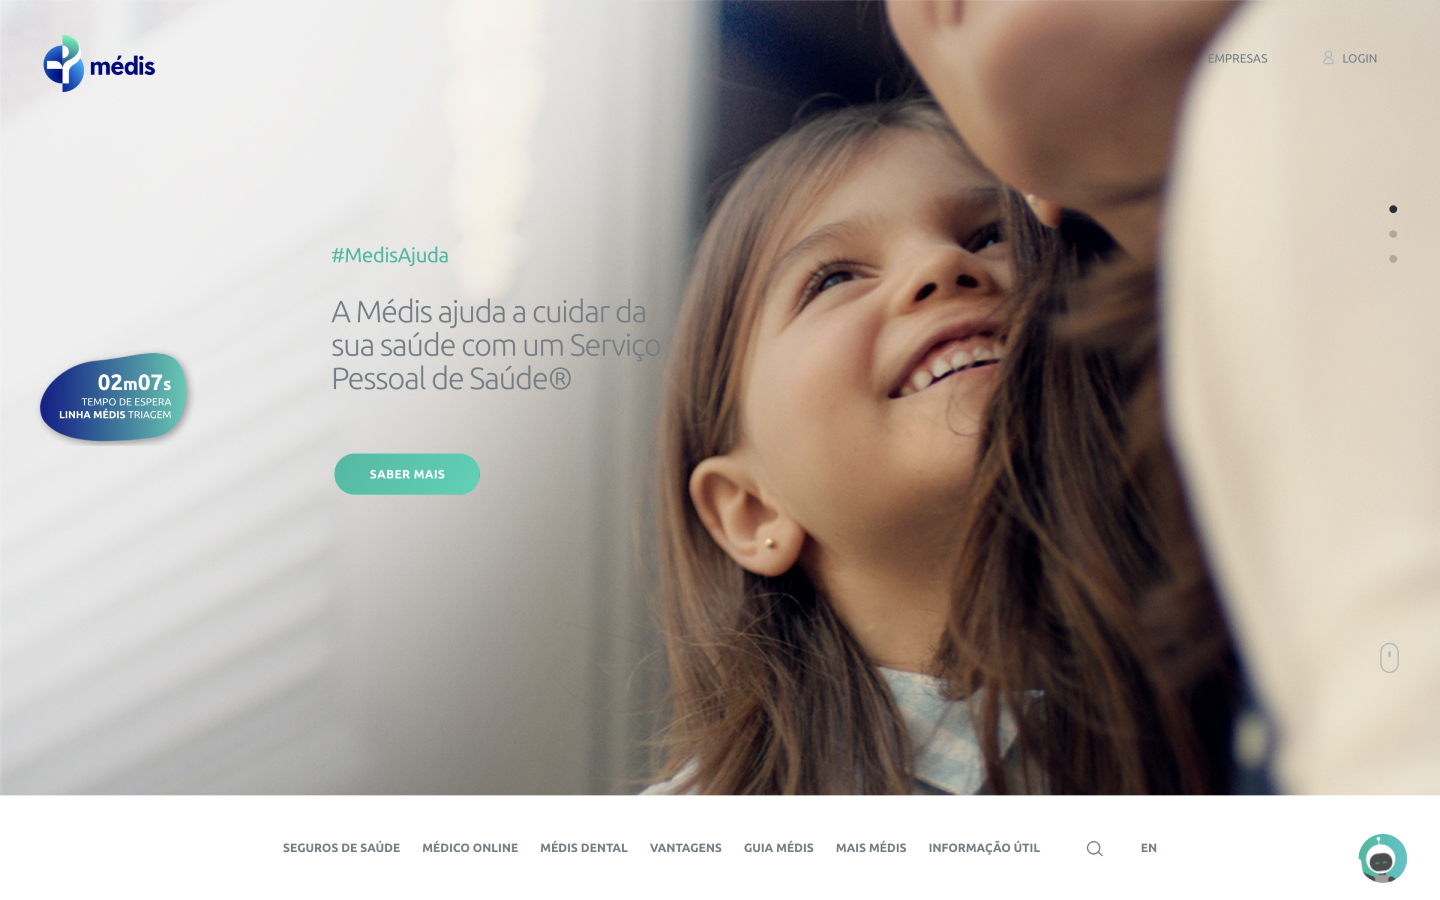 médis
EMPRESAS
LOGIN
#MedisAjuda
A Médis ajuda a cuidar da
sua saúde com um Serviço
Pessoal de Saúde®
02m07s
TEMPO DE ESPERA
LINHA MÉDIS TRIAGEM
SABER MAIS
SEGUROS DE SAÚDE
MÉDICO ONLINE
MÉDIS DENTAL
VANTAGENS
GUIA MÉDIS
MAIS MÉDIS
INFORMAÇÃO ÚTIL
EN